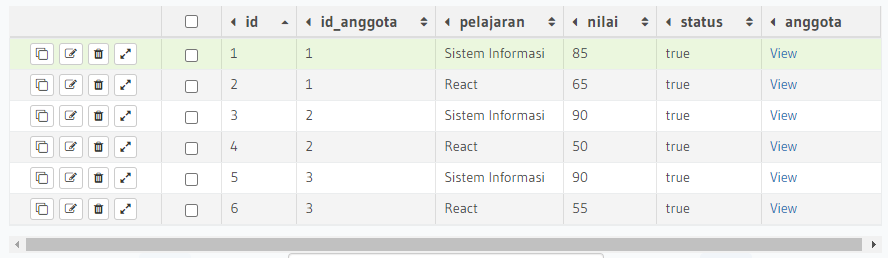 id id_anggota pelajaran nilai status anggota
1 1 Sistem Informasi 85 true View
2 1 React 65 true View
3 2 Sistem Informasi 90 true View
4 2 React 50 true View
5 3 Sistem Informasi 90 true View
6 3 React 55 true View